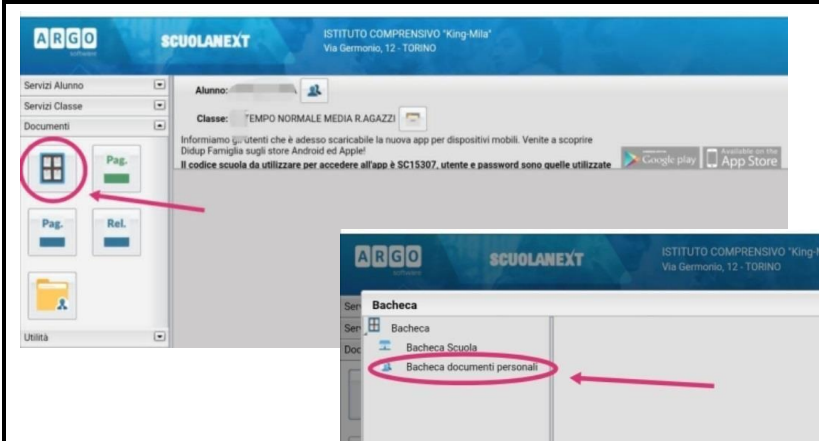 ARGO
software
SCUOLANEXT
ISTITUTO COMPRENSIVO "King-Mila"
Via Germonio, 12 - TORINO
Servizi Alunno
Servizi Classe
Documenti
Pag.
Pag.
Rel.
Utilità
Alunno:
Classe: TEMPO NORMALE MEDIA R.AGAZZI
Informiamo gli utenti che è adesso scaricabile la nuova app per dispositivi mobili. Venite a scoprire
Didup Famiglia sugli store Android ed Apple!
Il codice scuola da utilizzare per accedere all'app è SC15307, utente e password sono quelle utilizzate
Google play
Available on the
App Store
ARGO
software
SCUOLANEXT
ISTITUTO COMPRENSIVO "King-M
Via Germonio, 12 - TORINO
Ser
Ser
Doc
Bacheca
Bacheca
Bacheca Scuola
Bacheca documenti personali